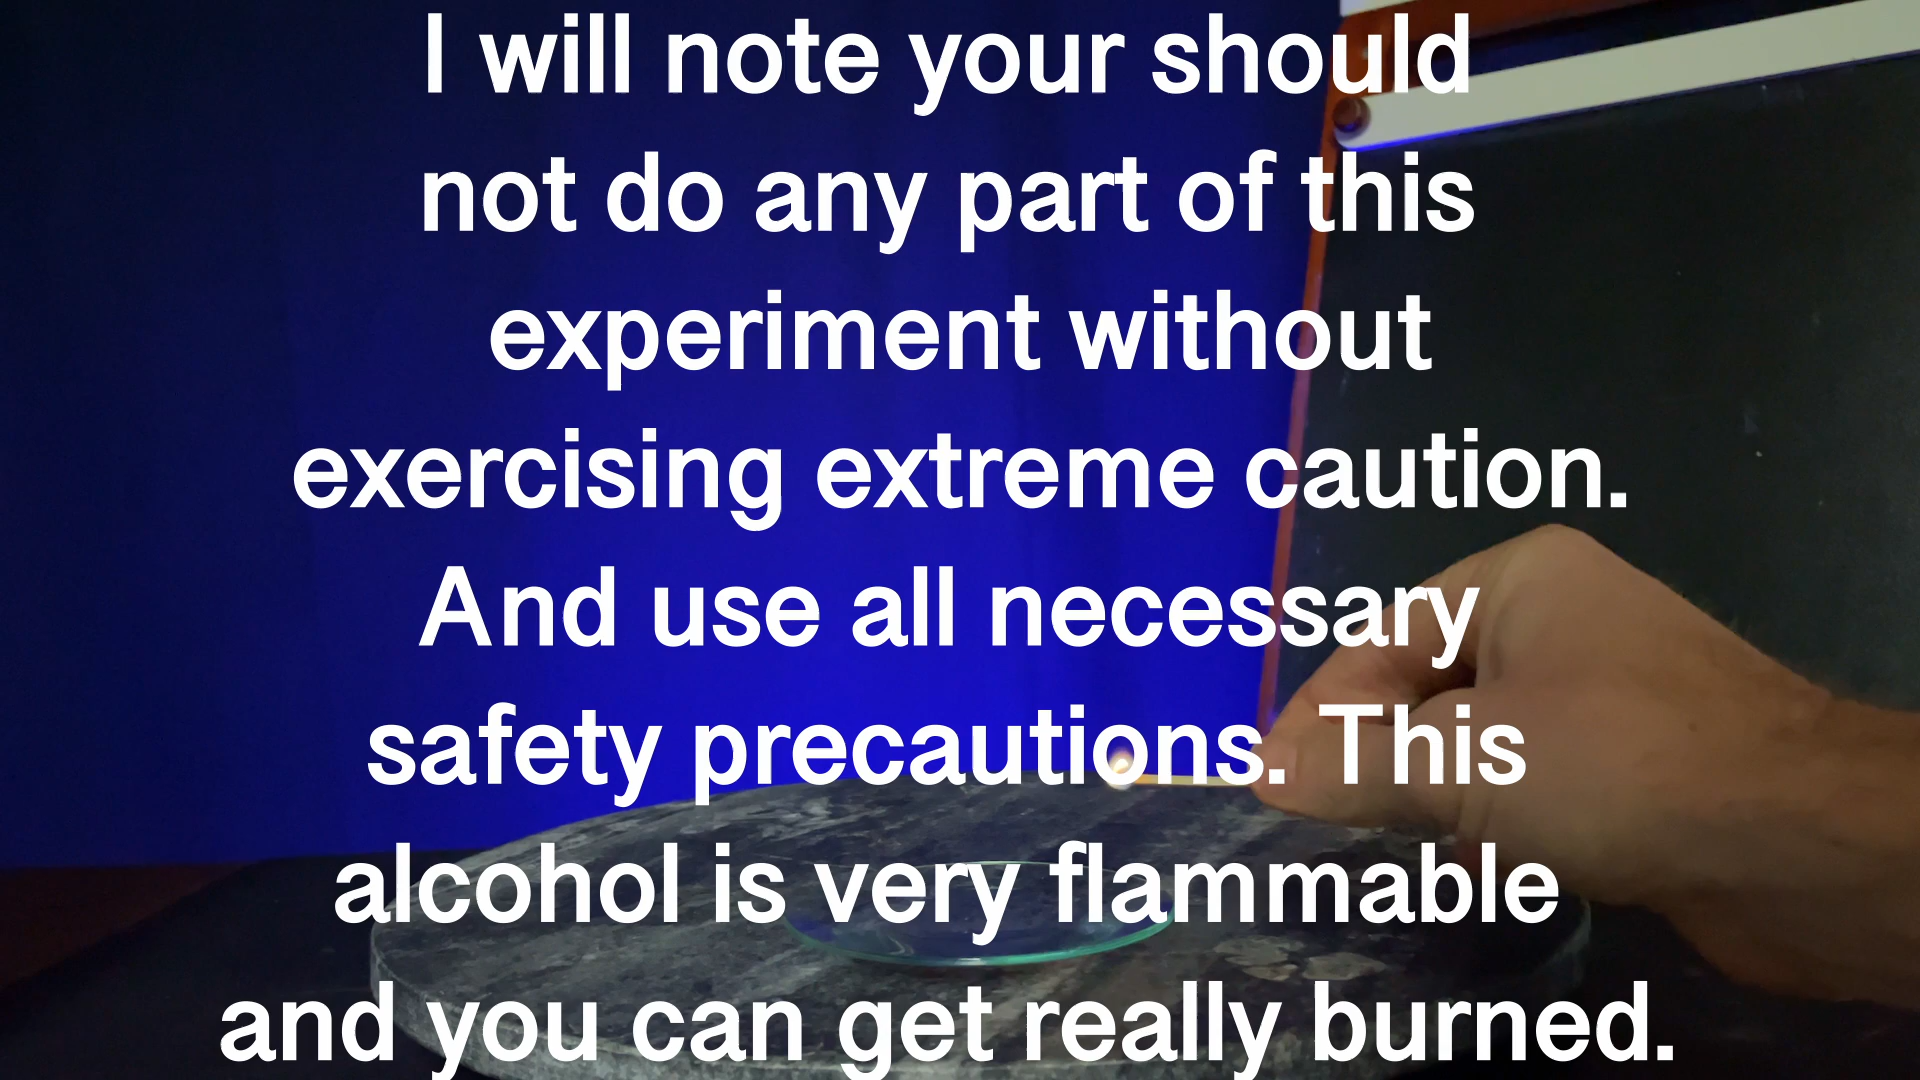 I will note your should
not do any part of this
experiment without
exercising extreme caution.
And use all necessary
safety precautions. This
alcohol is very flammable
and you can get really burned.